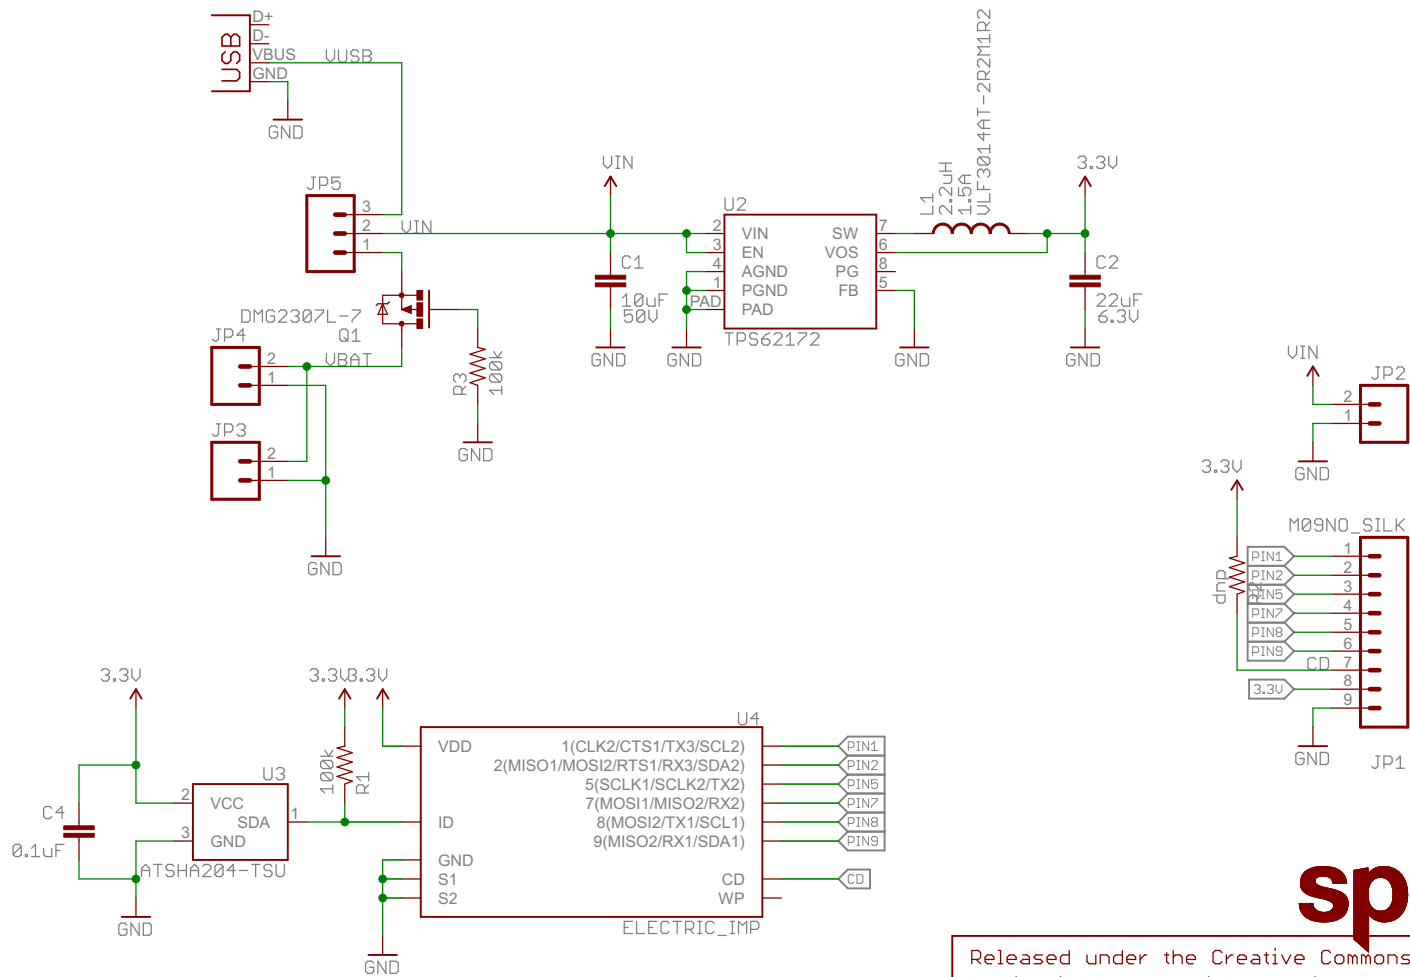 USB
D+
D-
VBUS
GND
VUSB
GND
JP5
3
2
1
VIN
DMG2307L-7
Q1
JP4
2
1
VBAT
JP3
2
1
GND
R3
100k
GND
VIN
C1
10uF
50V
GND
U2
2 VIN
3 EN
4 AGND
1 PGND
PAD PAD
SW 7
VOS 6
PG 8
FB 5
TPS62172
GND
GND
L1
2.2uH
1.5A
VLF3014AT-2R2M1R2
3.3V
C2
22uF
6.3V
GND
VIN
JP2
2
1
GND
3.3V
dnp
M09NO_SILK
PIN1 1
PIN2 2
PIN5 3
PIN7 4
PIN8 5
PIN9 6
CD 7
3.3V 8
9
GND
JP1
3.3V
C4
0.1uF
U3
2 VCC
SDA 1
3 GND
ATSHA204-TSU
GND
3.3V
3.3V
100k
R1
U4
VDD
ID
GND
S1
S2
1(CLK2/CTS1/TX3/SCL2) PIN1
2(MISO1/MOSI2/RTS1/RX3/SDA2) PIN2
5(SCLK1/SCLK2/TX2) PIN5
7(MOSI1/MISO2/RX2) PIN7
8(MOSI2/TX1/SCL1) PIN8
9(MISO2/RX1/SDA1) PIN9
CD CD
WP
ELECTRIC_IMP
GND
sp
Released under the Creative Commons